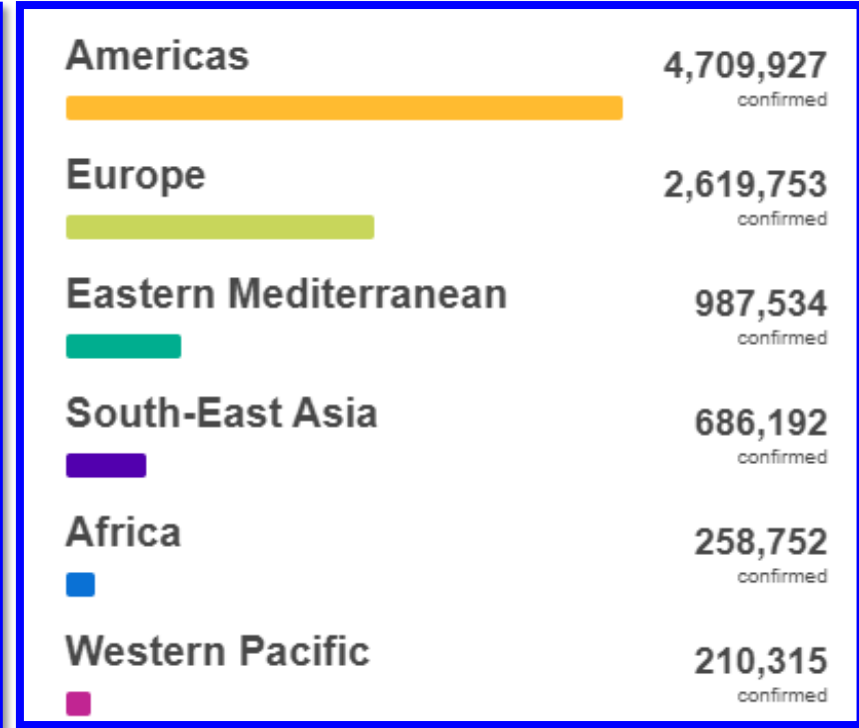 Americas
4,709,927
confirmed
Europe
2,619,753
confirmed
Eastern Mediterranean
987,534
confirmed
South-East Asia
686,192
confirmed
Africa
258,752
confirmed
Western Pacific
210,315
confirmed